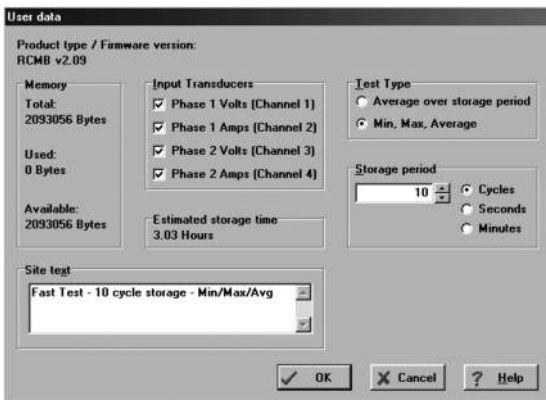 User data
Product type / Firmware version:
RCMB v2.09
Memory
Total:
2093056 Bytes
Used:
0 Bytes
Available:
2093056 Bytes
Input Transducers
Phase 1 Volts (Channel 1)
Phase 1 Amps (Channel 2)
Phase 2 Volts (Channel 3)
Phase 2 Amps (Channel 4)
Estimated storage time
3.03 Hours
Test Type
Average over storage period
Min, Max, Average
Storage period
10
Cycles
Seconds
Minutes
Site text
Fast Test - 10 cycle storage - Min/Max/Avg
OK
Cancel
? Help